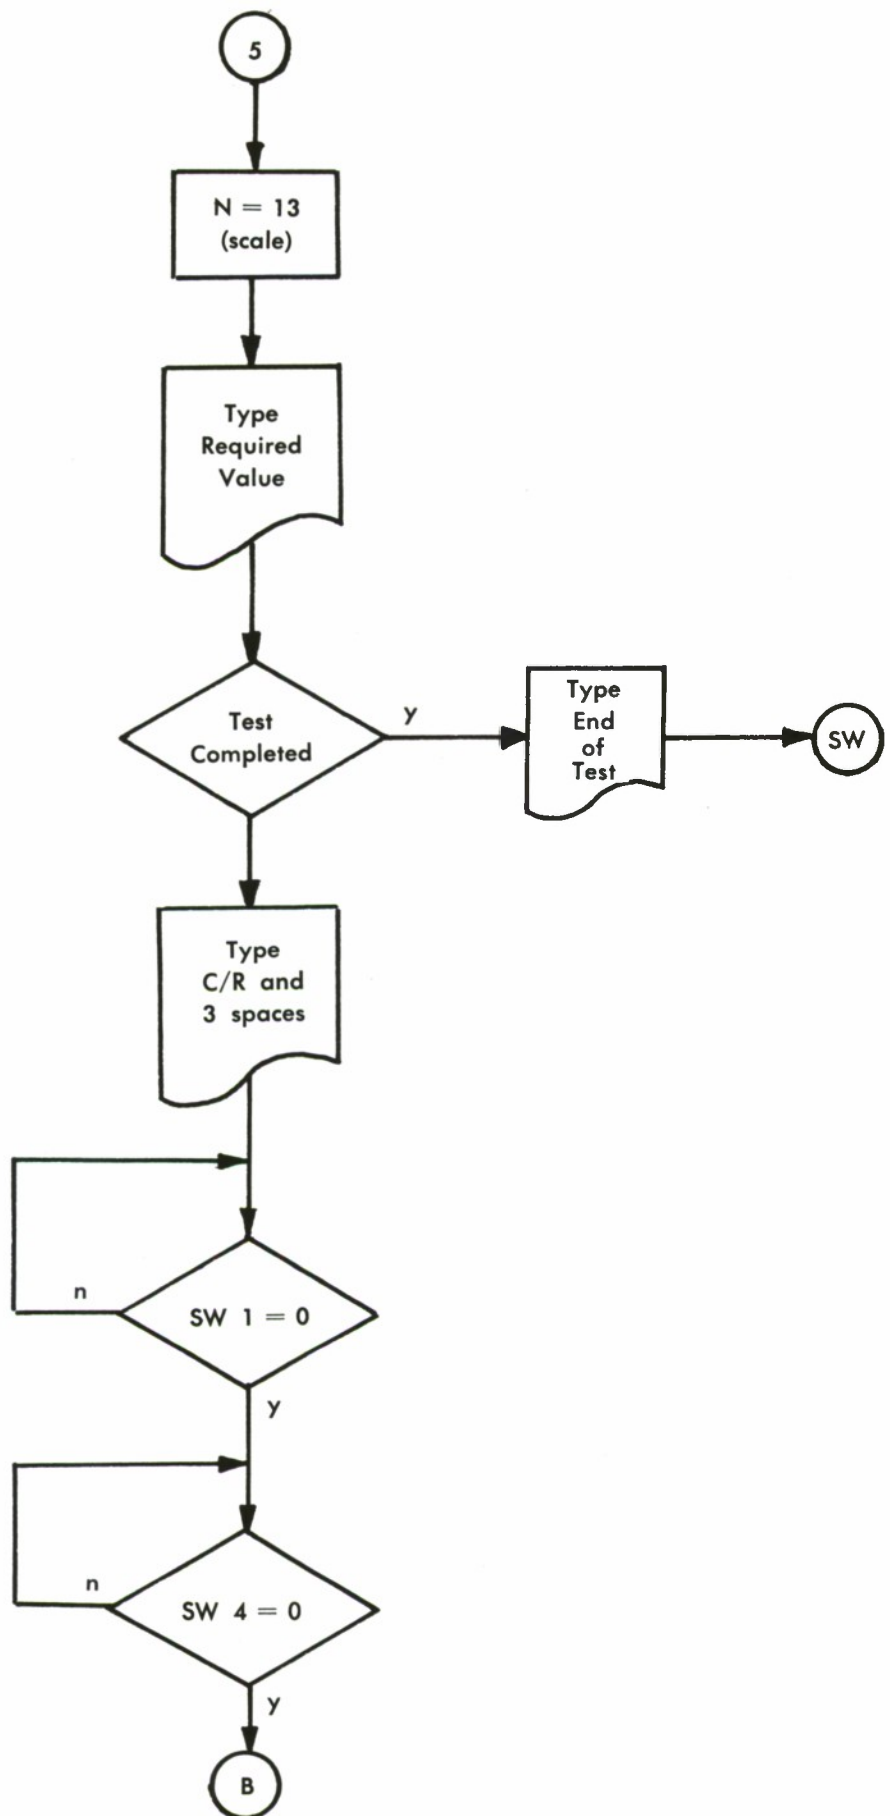 5
N = 13
(scale)
Type
Required
Value
Test
Completed
y
Type
End
of
Test
SW
Type
C/R and
3 spaces
n
SW 1 = 0
y
n
SW 4 = 0
y
B